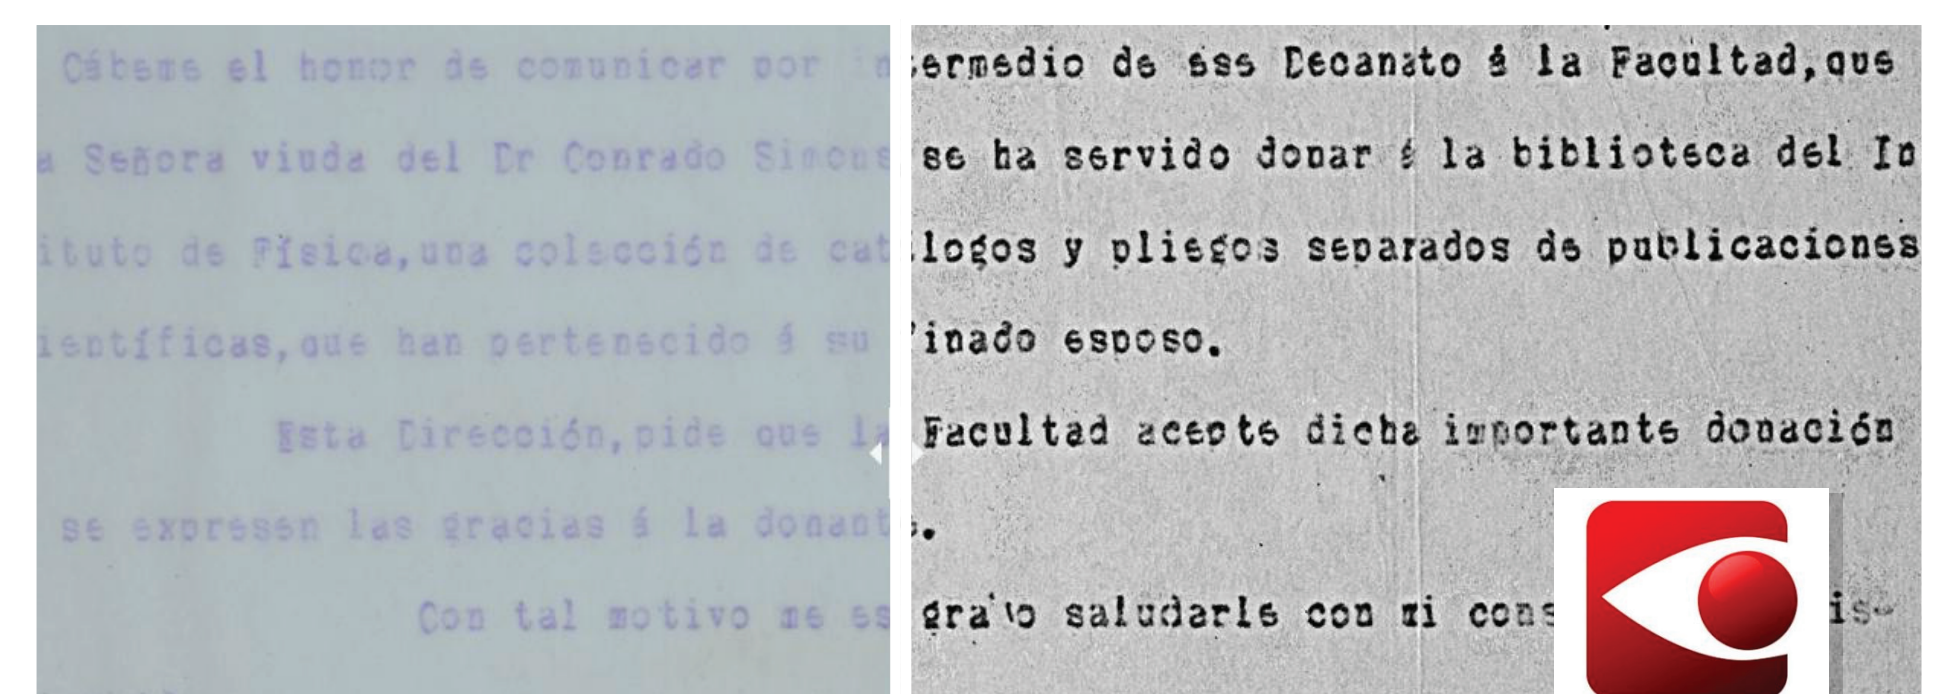 Cábeme el honor de comunicar por intermedio de ese Decanato á la Facultad,que
a Señora viuda del Dr Conrado Simons se ha servido donar á la biblioteca del In
ituto de Física,una colección de catálogos y pliegos separados de publicaciones
ientíficas,que han pertenecido á su finado esposo.
Esta Dirección,pide que la Facultad acepte dicha importante donación
se expresen las gracias á la donante.
Con tal motivo me es grato saludarle con mi cons is-